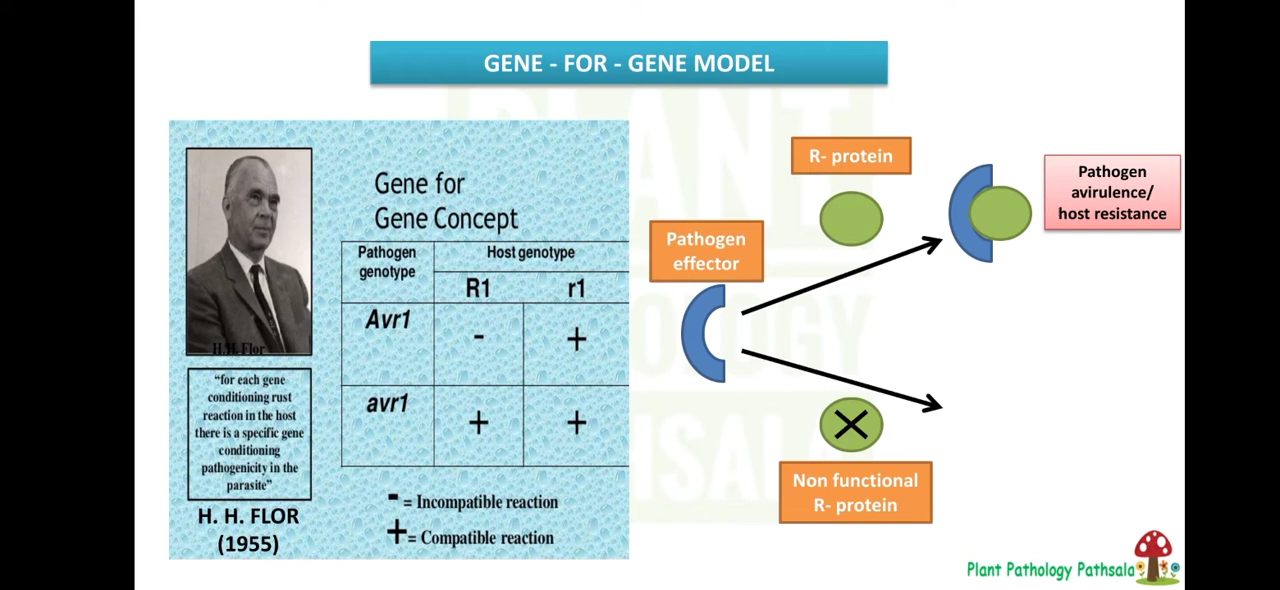 GENE - FOR - GENE MODEL
Gene for
Gene Concept
Pathogen
genotype
Host genotype
R1
r1
Avr1
-
+
avr1
+
+
- = Incompatible reaction
+ = Compatible reaction
H.H. Flor
“for each gene
conditioning rust
reaction in the host
there is a specific gene
conditioning
pathogenicity in the
parasite”
H. H. FLOR
(1955)
Pathogen
effector
R- protein
Pathogen
avirulence/
host resistance
Non functional
R- protein
Plant Pathology Pathsala